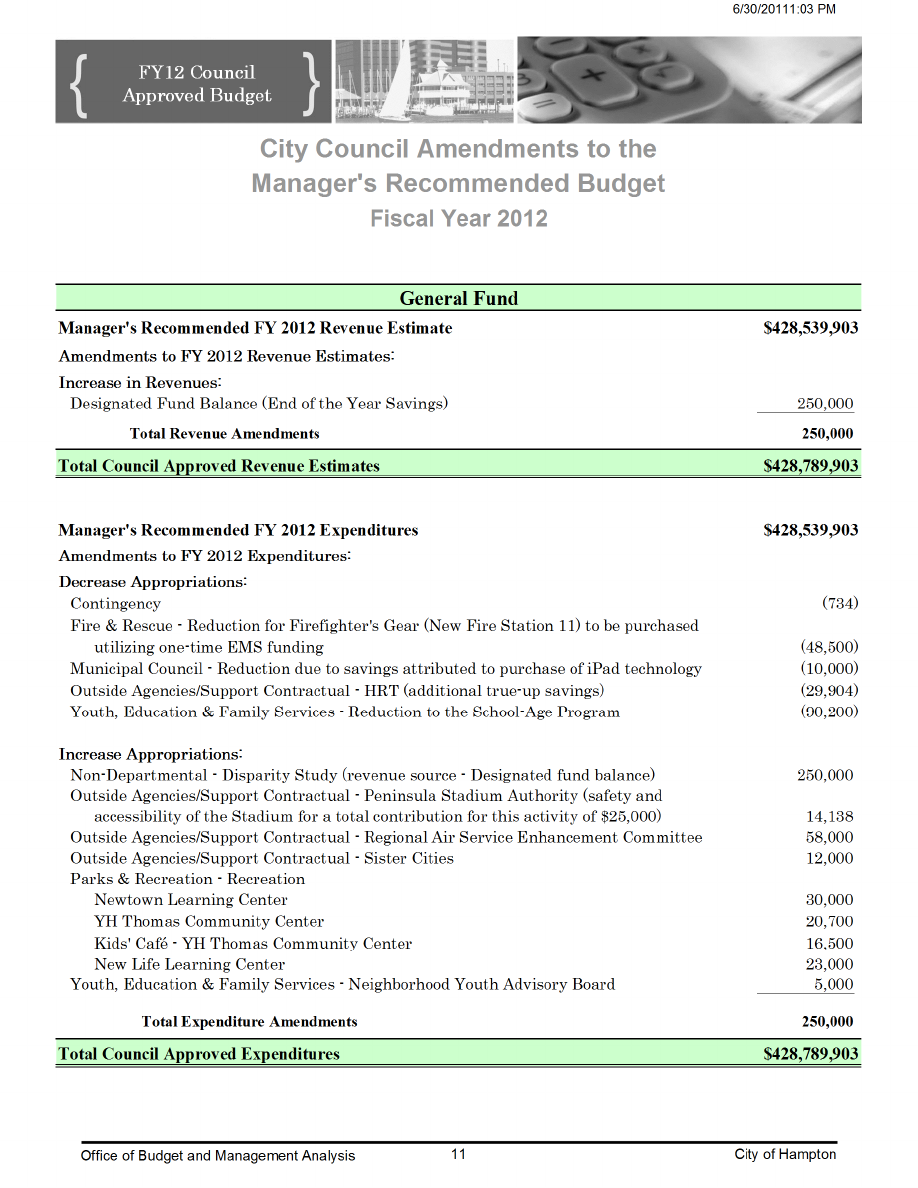 6/30/20111:03 PM
FY12 Council
Approved Budget
City Council Amendments to the
Manager's Recommended Budget
Fiscal Year 2012
General Fund
Manager's Recommended FY 2012 Revenue Estimate $428,539,903
Amendments to FY 2012 Revenue Estimates:
Increase in Revenues:
Designated Fund Balance (End of the Year Savings) 250,000
Total Revenue Amendments 250,000
Total Council Approved Revenue Estimates $428,789,903
Manager's Recommended FY 2012 Expenditures $428,539,903
Amendments to FY 2012 Expenditures:
Decrease Appropriations:
Contingency (734)
Fire & Rescue - Reduction for Firefighter's Gear (New Fire Station 11) to be purchased
utilizing one-time EMS funding (48,500)
Municipal Council - Reduction due to savings attributed to purchase of iPad technology (10,000)
Outside Agencies/Support Contractual - HRT (additional true-up savings) (29,904)
Youth, Education & Family Services - Reduction to the School-Age Program (90,200)
Increase Appropriations:
Non-Departmental - Disparity Study (revenue source - Designated fund balance) 250,000
Outside Agencies/Support Contractual - Peninsula Stadium Authority (safety and
accessibility of the Stadium for a total contribution for this activity of $25,000) 14,138
Outside Agencies/Support Contractual - Regional Air Service Enhancement Committee 58,000
Outside Agencies/Support Contractual - Sister Cities 12,000
Parks & Recreation - Recreation
Newtown Learning Center 30,000
YH Thomas Community Center 20,700
Kids' Café - YH Thomas Community Center 16,500
New Life Learning Center 23,000
Youth, Education & Family Services - Neighborhood Youth Advisory Board 5,000
Total Expenditure Amendments 250,000
Total Council Approved Expenditures $428,789,903
Office of Budget and Management Analysis 11 City of Hampton